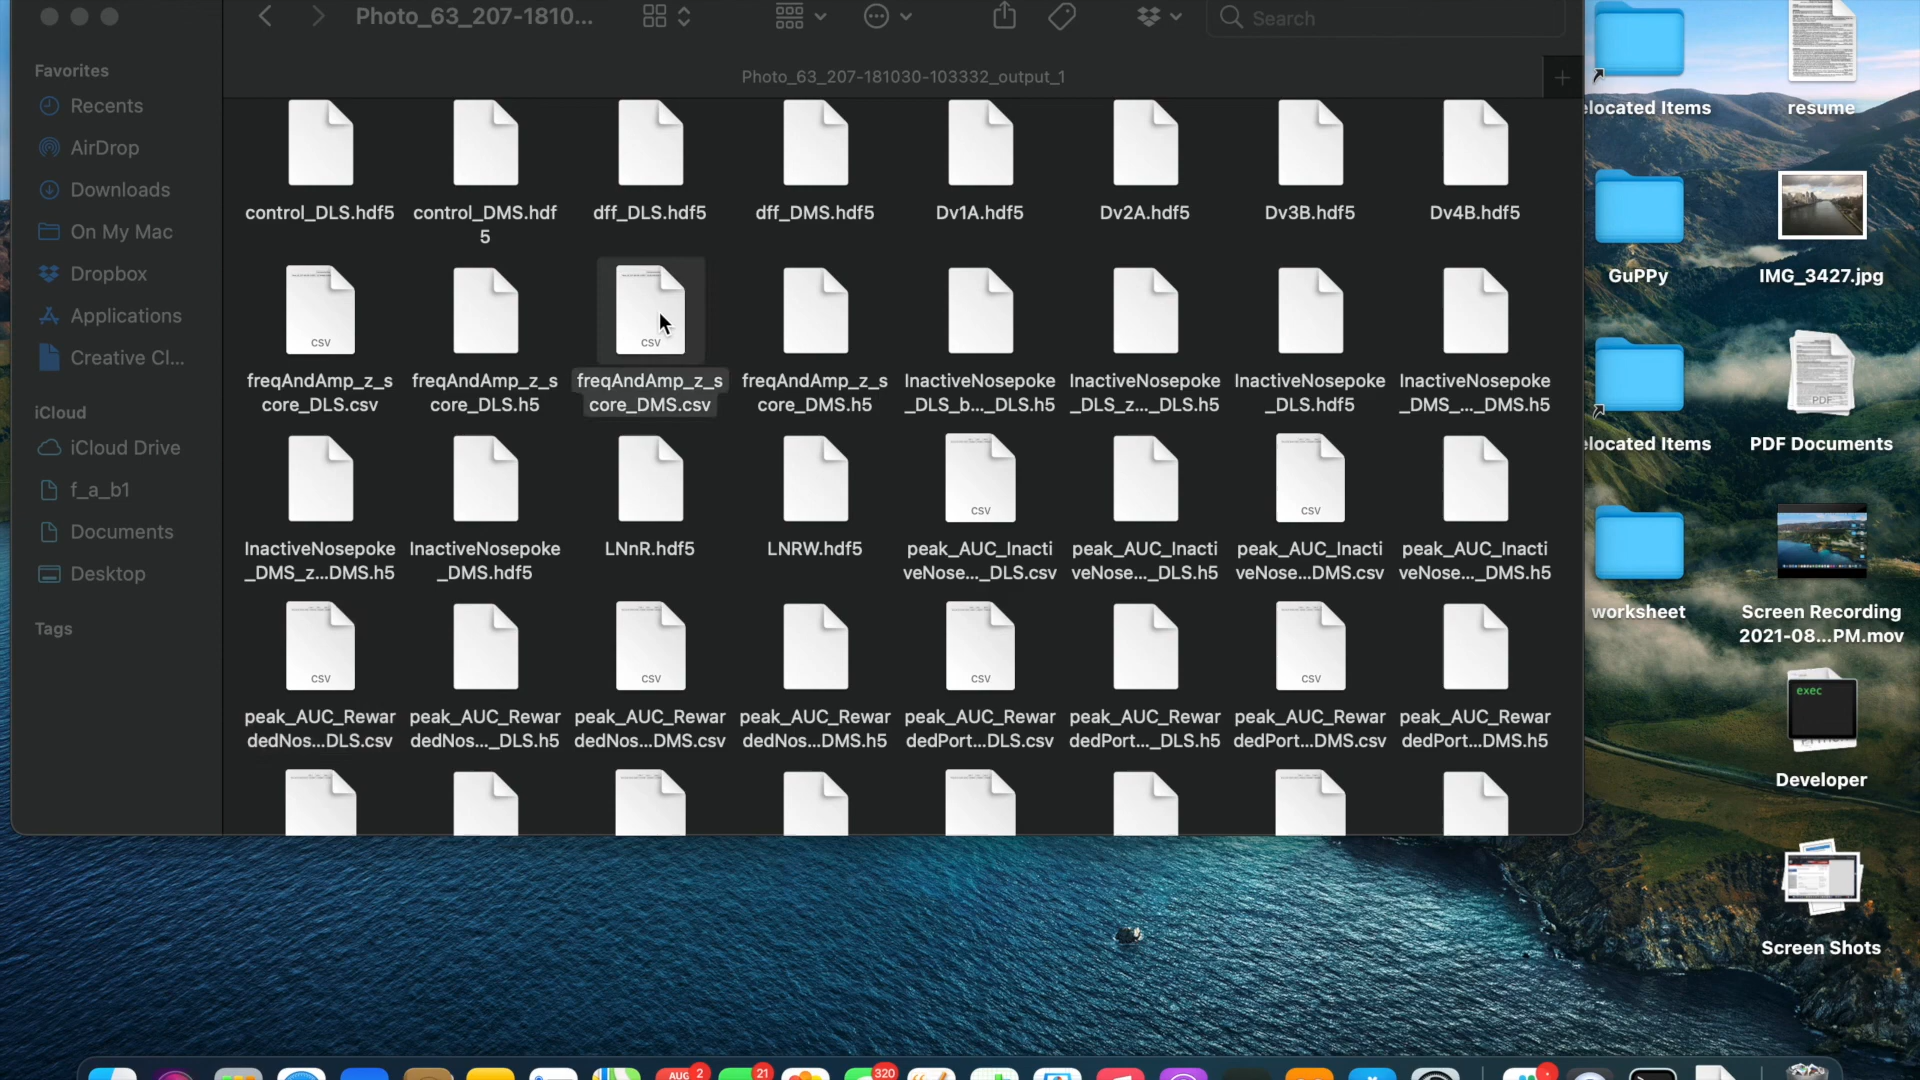 Photo_63_207-1810...
Search
Photo_63_207-181030-103332_output_1
Favorites
Recents
AirDrop
Downloads
On My Mac
Dropbox
Applications
Creative Cl...
iCloud
iCloud Drive
f_a_b1
Documents
Desktop
Tags
control_DLS.hdf5
control_DMS.hdf
5
dff_DLS.hdf5
dff_DMS.hdf5
Dv1A.hdf5
Dv2A.hdf5
Dv3B.hdf5
Dv4B.hdf5
CSV
freqAndAmp_z_s
core_DLS.csv
freqAndAmp_z_s
core_DLS.h5
CSV
freqAndAmp_z_s
core_DMS.csv
freqAndAmp_z_s
core_DMS.h5
InactiveNosepoke
_DLS_b..._DLS.h5
InactiveNosepoke
_DLS_z..._DLS.h5
InactiveNosepoke
_DLS.hdf5
InactiveNosepoke
_DMS_..._DMS.h5
InactiveNosepoke
_DMS_z...DMS.h5
InactiveNosepoke
_DMS.hdf5
LNnR.hdf5
LNRW.hdf5
CSV
peak_AUC_Inacti
veNose..._DLS.csv
peak_AUC_Inacti
veNose..._DLS.h5
CSV
peak_AUC_Inacti
veNose...DMS.csv
peak_AUC_Inacti
veNose..._DMS.h5
CSV
peak_AUC_Rewar
dedNos...DLS.csv
peak_AUC_Rewar
dedNos..._DLS.h5
CSV
peak_AUC_Rewar
dedNos...DMS.csv
peak_AUC_Rewar
dedNos...DMS.h5
CSV
peak_AUC_Rewar
dedPort...DLS.csv
peak_AUC_Rewar
dedPort..._DLS.h5
CSV
peak_AUC_Rewar
dedPort...DMS.csv
peak_AUC_Rewar
dedPort...DMS.h5
elocated Items
resume
GuPPy
IMG_3427.jpg
elocated Items
PDF
PDF Documents
worksheet
Screen Recording
2021-08...PM.mov
exec
Developer
Screen Shots
AUG
2
21
320